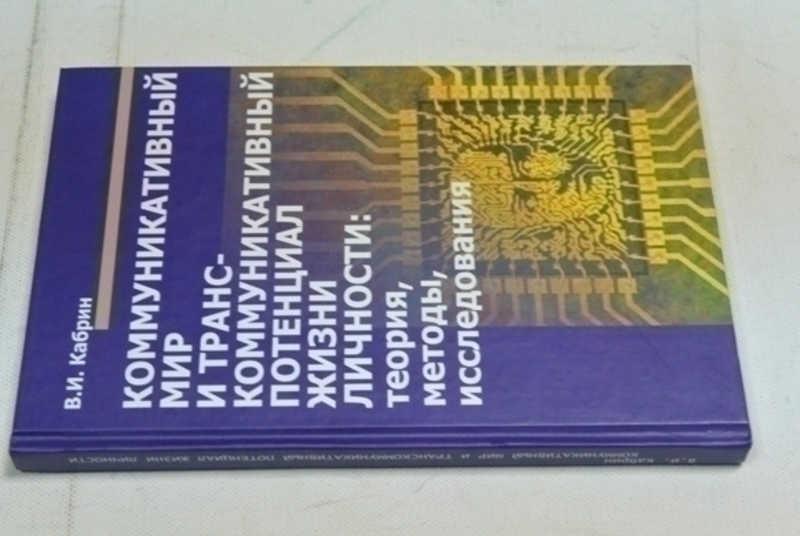 В.И. Кабрин
КОММУНИКАТИВНЫЙ
МИР
И ТРАНС-
КОММУНИКАТИВНЫЙ
ПОТЕНЦИАЛ
ЖИЗНИ
ЛИЧНОСТИ:
теория,
методы,
исследования
В.И. КАБРИН
КОММУНИКАТИВНЫЙ МИР И ТРАНСКОММУНИКАТИВНЫЙ ПОТЕНЦИАЛ ЖИЗНИ ЛИЧНОСТИ